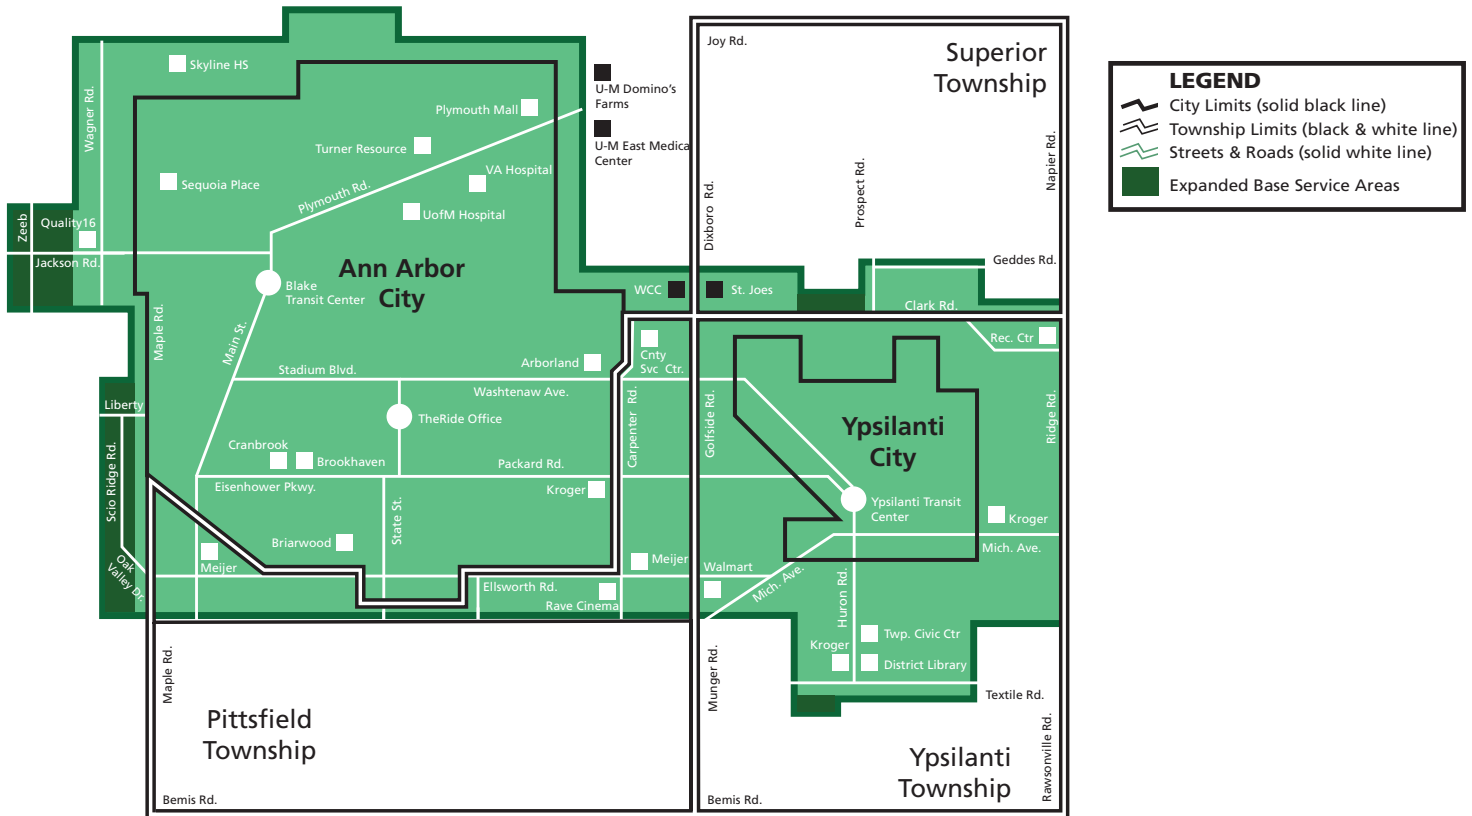 Joy Rd.
Superior
Township
LEGEND
City Limits (solid black line)
Township Limits (black & white line)
Streets & Roads (solid white line)
Expanded Base Service Areas
Skyline HS
Wagner Rd.
Plymouth Mall
U-M Domino's
Farms
U-M East Medica
Center
Turner Resource
VA Hospital
Sequoia Place
Plymouth Rd.
UofM Hospital
Dixboro Rd.
Prospect Rd.
Napier Rd.
Zeeb
Quality16
Jackson Rd.
Ann Arbor
City
Blake
Transit Center
WCC
St. Joes
Geddes Rd.
Clark Rd.
Maple Rd.
Main St.
Rec. Ctr
Arborland
Cnty
Svc Ctr.
Stadium Blvd.
Washtenaw Ave.
Liberty
TheRide Office
Carpenter Rd.
Golfside Rd.
Ypsilanti
City
Ridge Rd.
Cranbrook
Brookhaven
Packard Rd.
Eisenhower Pkwy.
Kroger
Scio Ridge Rd.
State St.
Ypsilanti Transit
Center
Kroger
Briarwood
Mich. Ave.
Meijer
Meijer
Walmart
Oak
Valley Dr.
Ellsworth Rd.
Mich. Ave.
Rave Cinema
Huron Rd.
Twp. Civic Ctr
Kroger
District Library
Maple Rd.
Munger Rd.
Textile Rd.
Pittsfield
Township
Ypsilanti
Township
Rawsonville Rd.
Bemis Rd.
Bemis Rd.